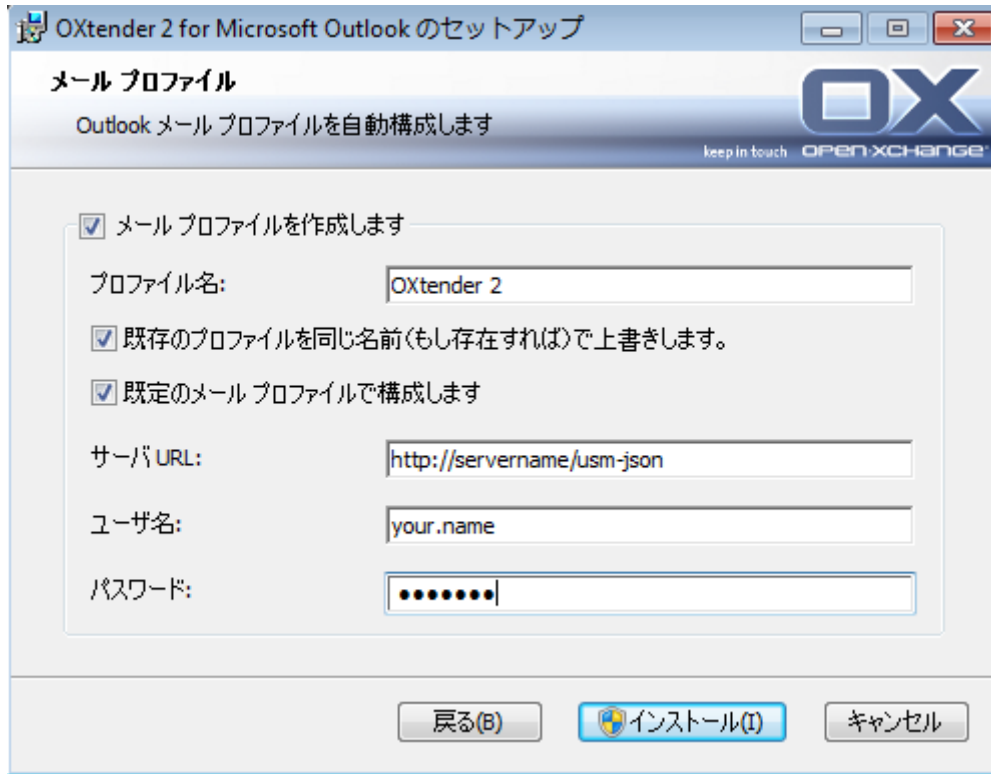 OXtender 2 for Microsoft Outlook のセットアップ
メール プロファイル
Outlook メール プロファイルを自動構成します
OX
keep in touch OPEN-XCHANGE
メール プロファイルを作成します
プロファイル名: OXtender 2
既存のプロファイルを同じ名前(もし存在すれば)で上書きします。
既定のメール プロファイルで構成します
サーバ URL: http://servername/usm-json
ユーザ名: your.name
パスワード: ●●●●●●●
戻る(B) インストール(I) キャンセル